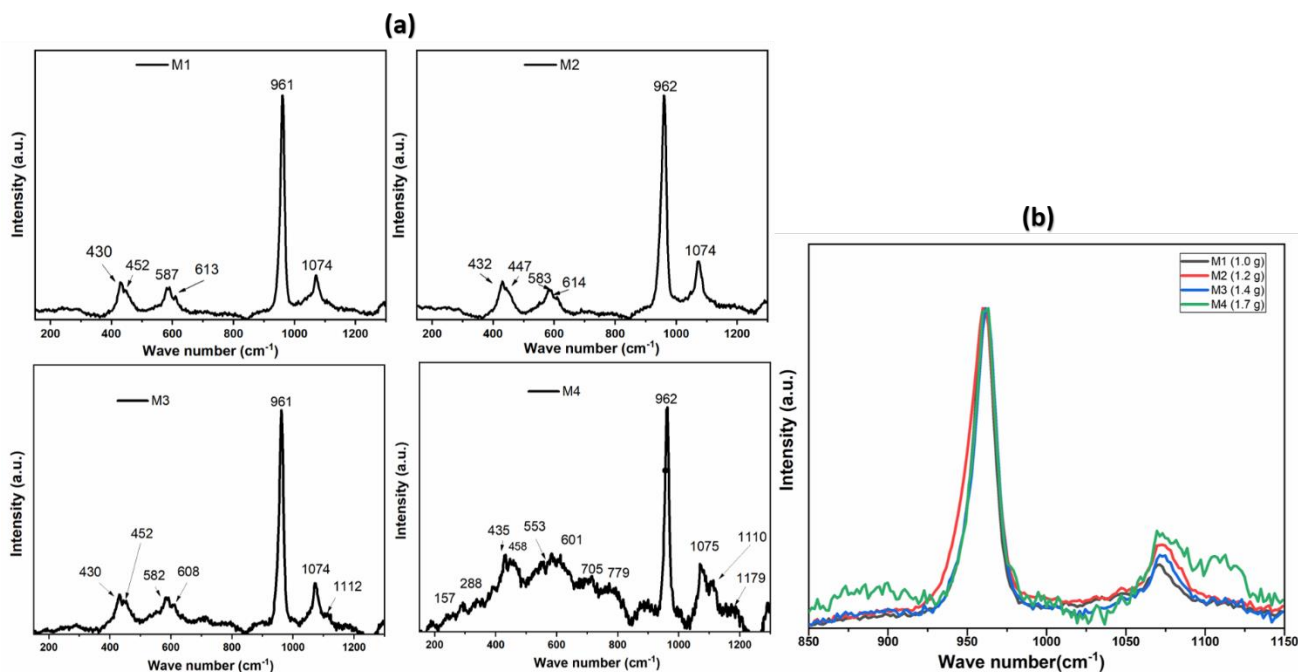 (a)
M1
961
430
452
587
613
1074
Intensity (a.u.)
200 400 600 800 1000 1200
Wave number (cm-1)
M2
962
432
447
583
614
1074
Intensity (a.u.)
200 400 600 800 1000 1200
Wave number (cm-1)
M3
961
452
430
582
608
1074
1112
Intensity (a.u.)
200 400 600 800 1000 1200
Wave number (cm-1)
M4
962
435
458
553
601
705
779
288
157
1075
1110
1179
Intensity (a.u.)
200 400 600 800 1000 1200
Wave number (cm-1)
(b)
M1 (1.0 g)
M2 (1.2 g)
M3 (1.4 g)
M4 (1.7 g)
Intensity (a.u.)
850 900 950 1000 1050 1100 1150
Wave number(cm-1)